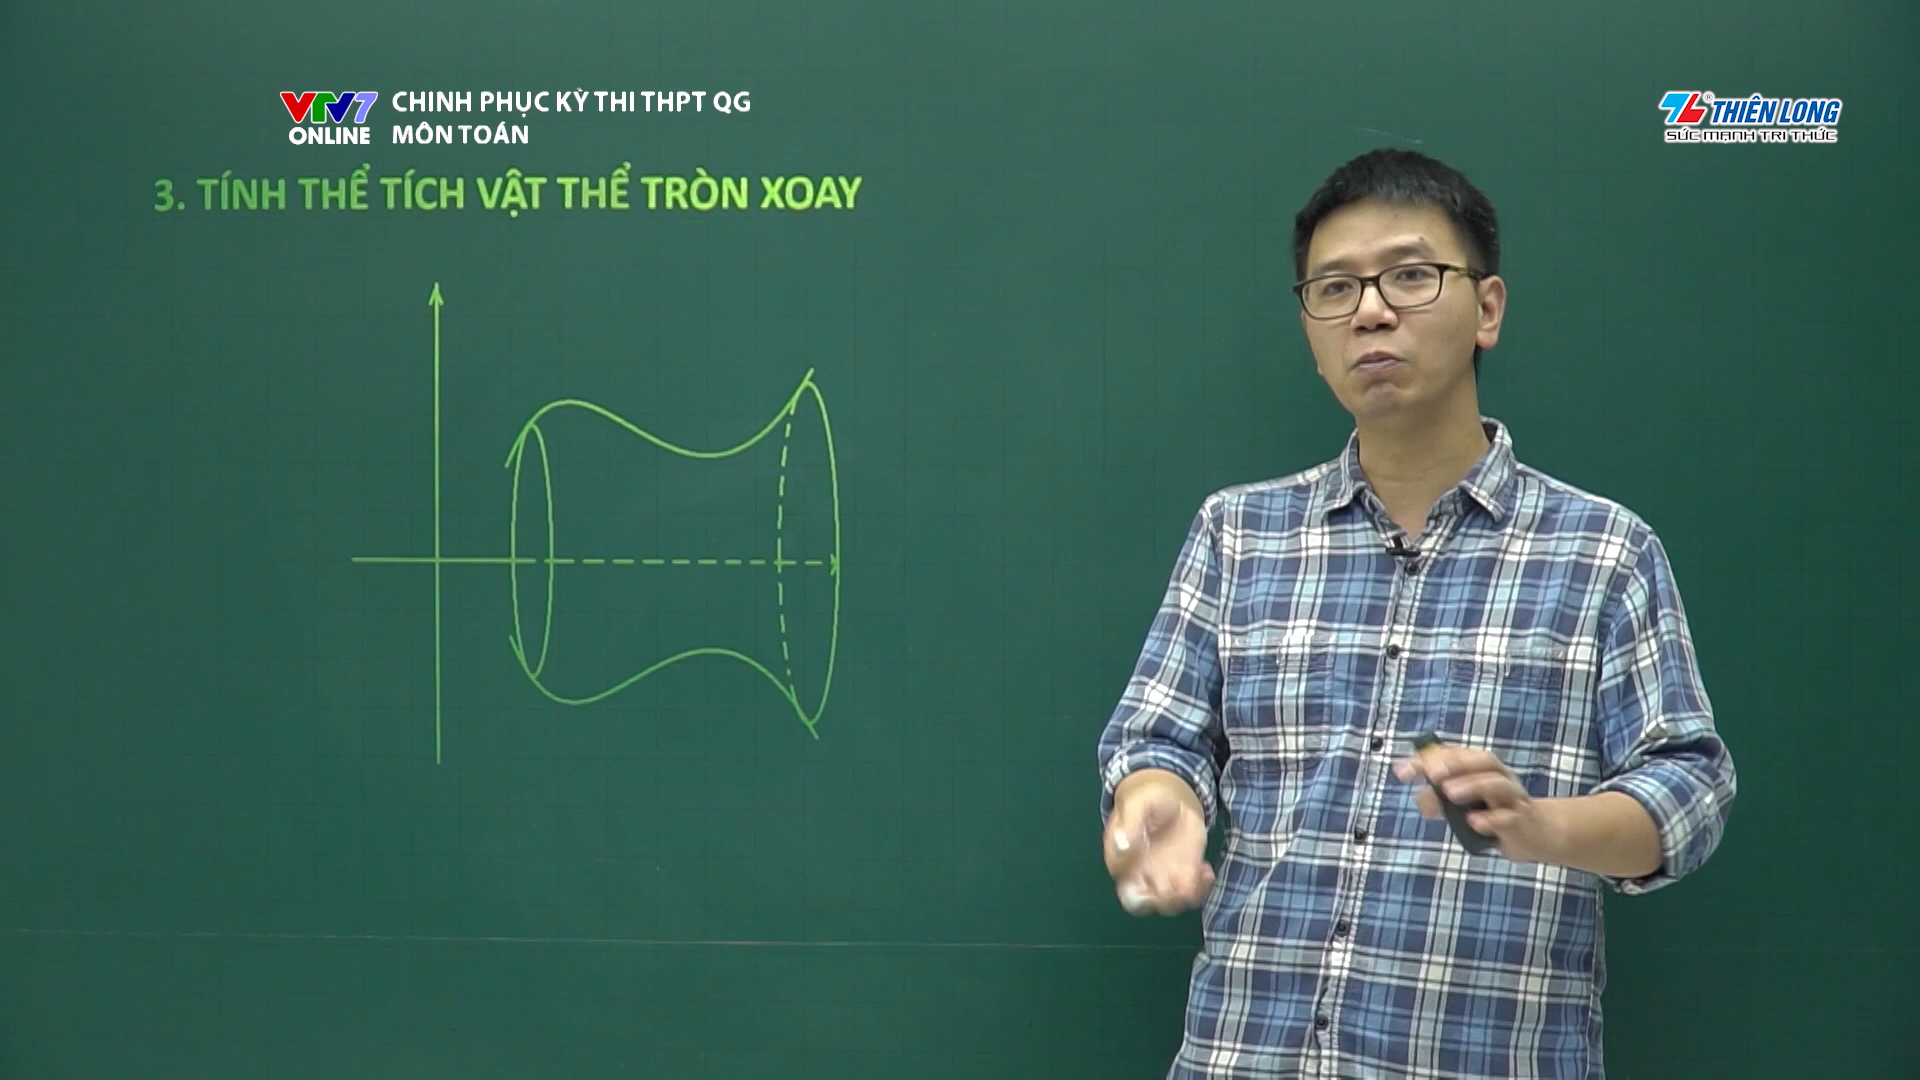 VTV7
ONLINE
CHINH PHỤC KỲ THI THPT QG
MÔN TOÁN
TL® THIÊN LONG
SỨC MẠNH TRI THỨC
3. TÍNH THỂ TÍCH VẬT THỂ TRÒN XOAY